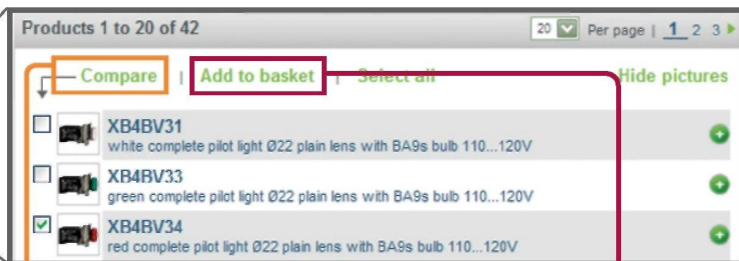 Products 1 to 20 of 42 20 Per page | 1 2 3
Compare | Add to basket | Select all Hide pictures
XB4BV31
white complete pilot light Ø22 plain lens with BA9s bulb 110...120V
XB4BV33
green complete pilot light Ø22 plain lens with BA9s bulb 110...120V
XB4BV34
red complete pilot light Ø22 plain lens with BA9s bulb 110...120V